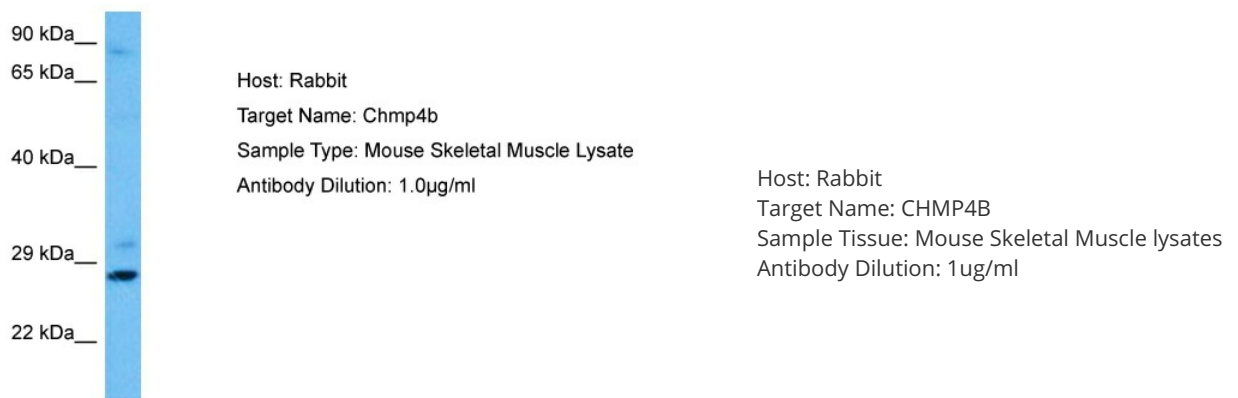 90 kDa__
65 kDa__
40 kDa__
29 kDa__
22 kDa__
Host: Rabbit
Target Name: Chmp4b
Sample Type: Mouse Skeletal Muscle Lysate
Antibody Dilution: 1.0µg/ml
Host: Rabbit
Target Name: CHMP4B
Sample Tissue: Mouse Skeletal Muscle lysates
Antibody Dilution: 1ug/ml